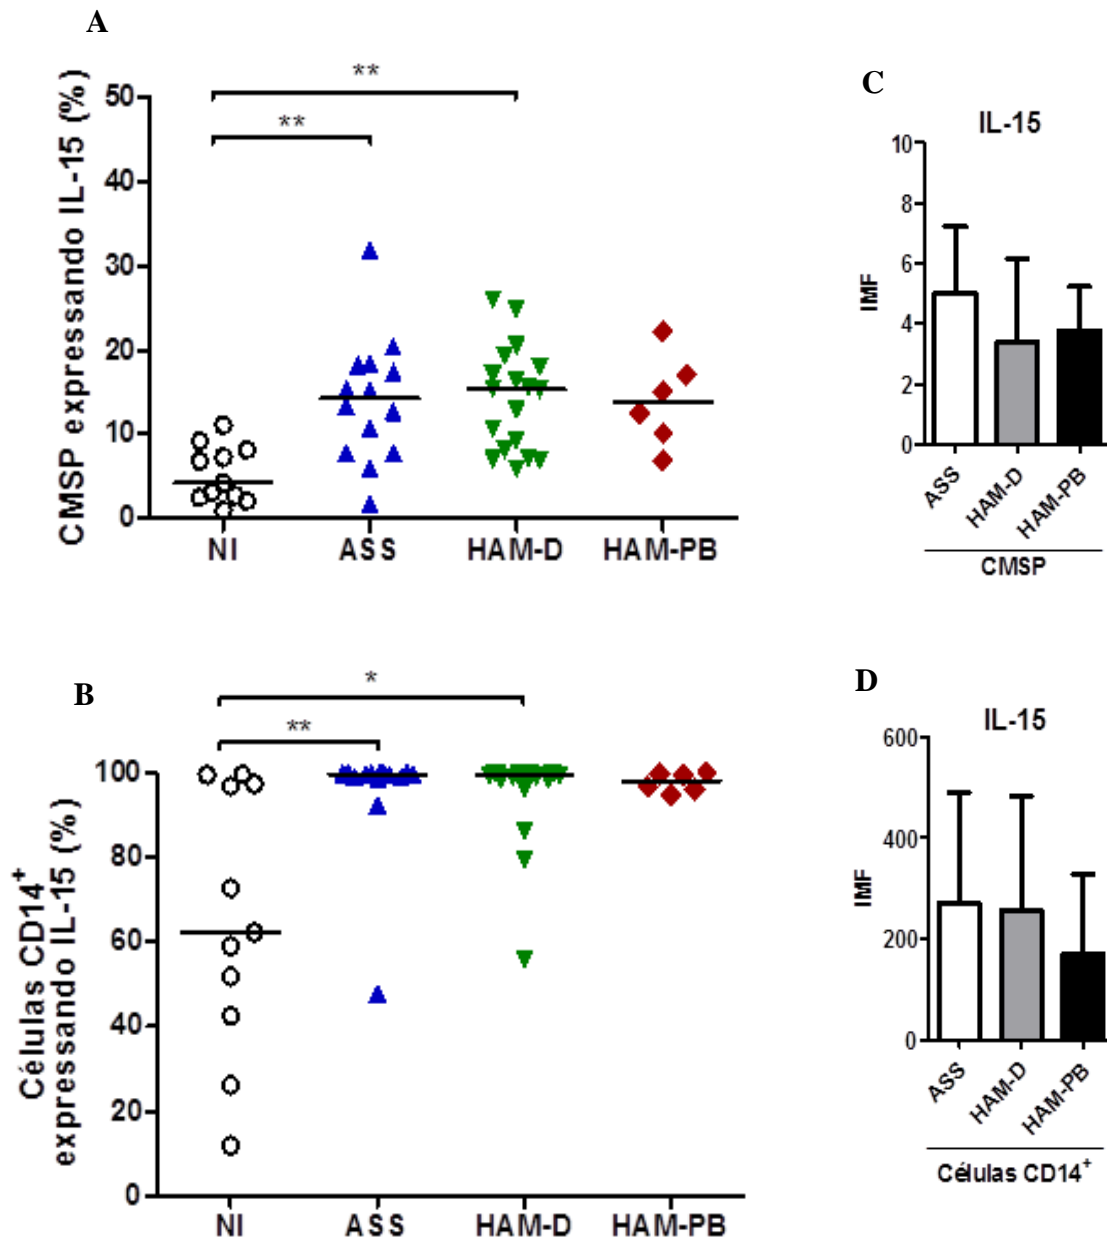 A
**
**
50
40
30
20
10
0
CMSP expressando IL-15 (%)
NI ASS HAM-D HAM-PB
C
IL-15
10
8
6
4
2
0
IMF
ASS HAM-D HAM-PB
CMSP
B
*
**
100
80
60
40
20
0
Células CD14⁺
expressando IL-15 (%)
NI ASS HAM-D HAM-PB
D
IL-15
600
400
200
0
IMF
ASS HAM-D HAM-PB
Células CD14⁺